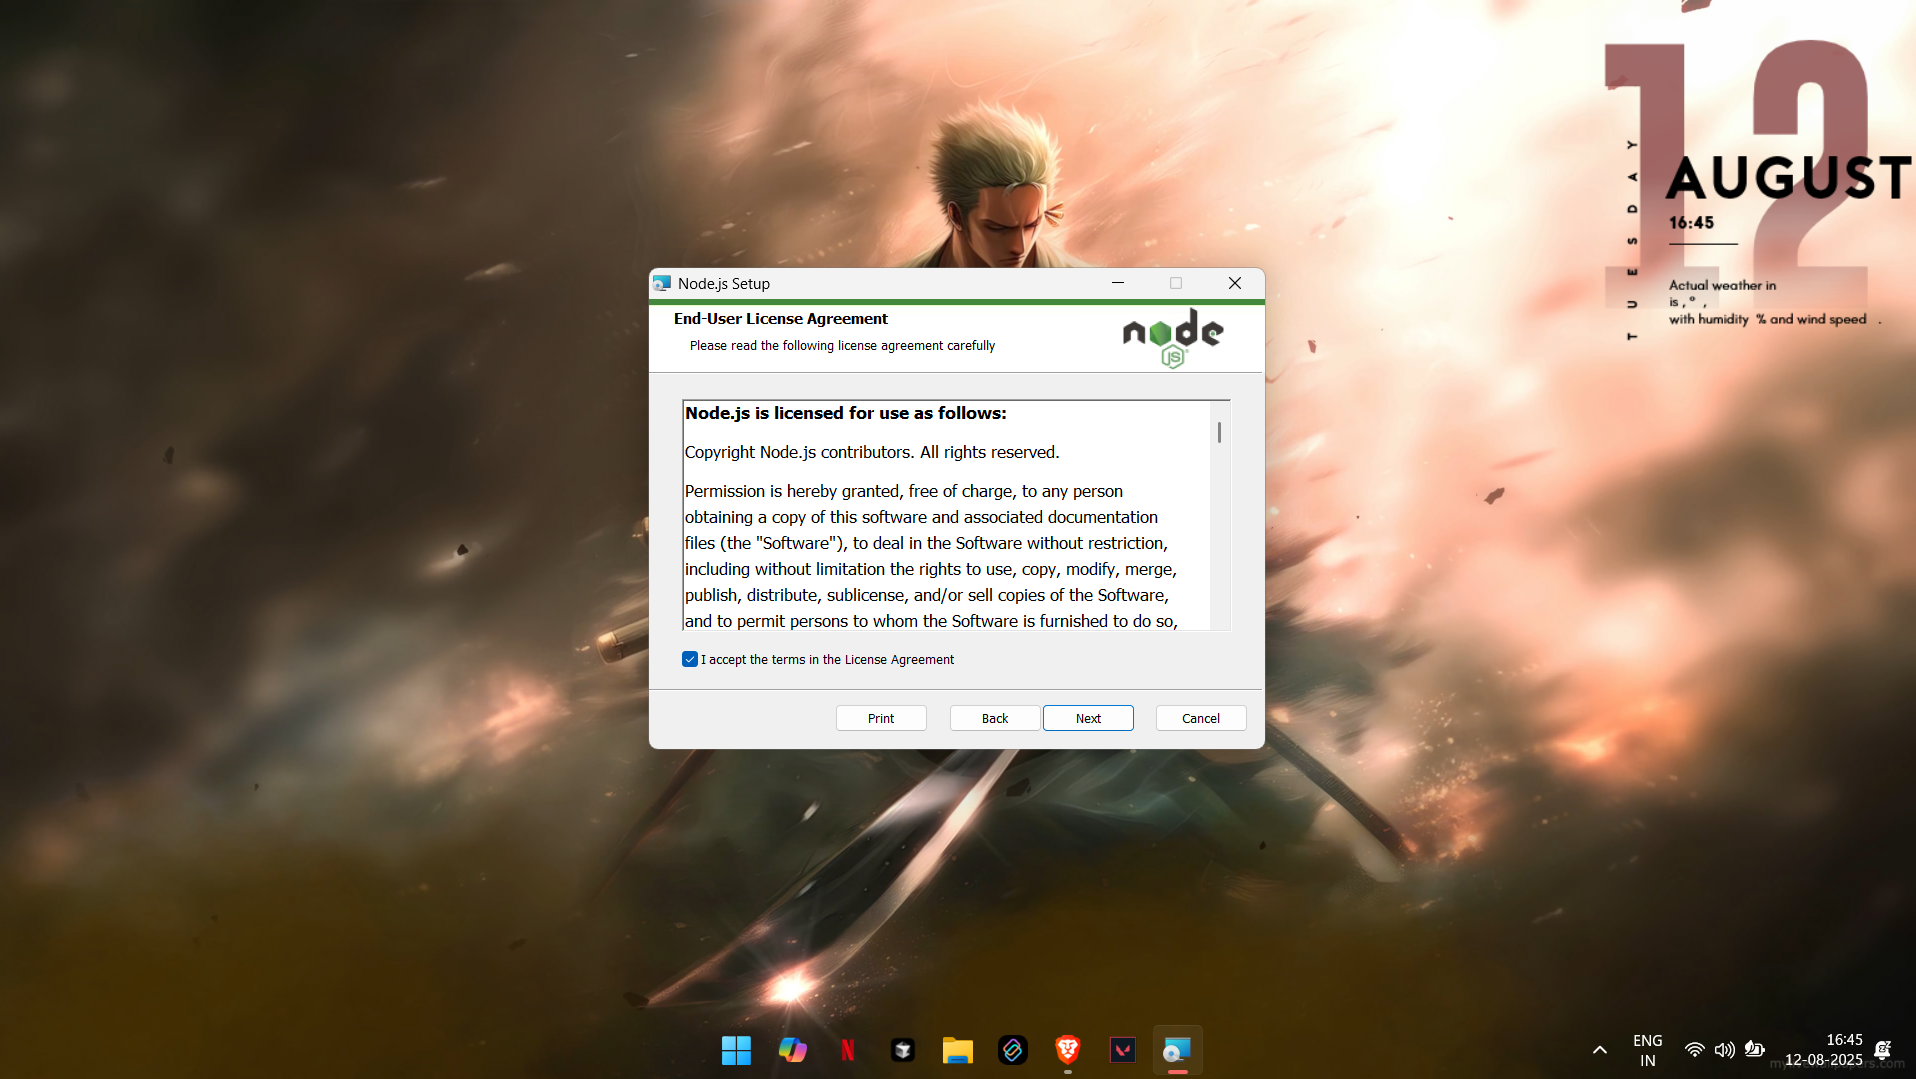 12
TUESDAY
AUGUST
16:45
Actual weather in
is , ° ,
with humidity % and wind speed .
Node.js Setup
End-User License Agreement
Please read the following license agreement carefully
node
JS
Node.js is licensed for use as follows:
Copyright Node.js contributors. All rights reserved.
Permission is hereby granted, free of charge, to any person
obtaining a copy of this software and associated documentation
files (the "Software"), to deal in the Software without restriction,
including without limitation the rights to use, copy, modify, merge,
publish, distribute, sublicense, and/or sell copies of the Software,
and to permit persons to whom the Software is furnished to do so,
I accept the terms in the License Agreement
Print
Back
Next
Cancel
N
ENG
IN
16:45
12-08-2025